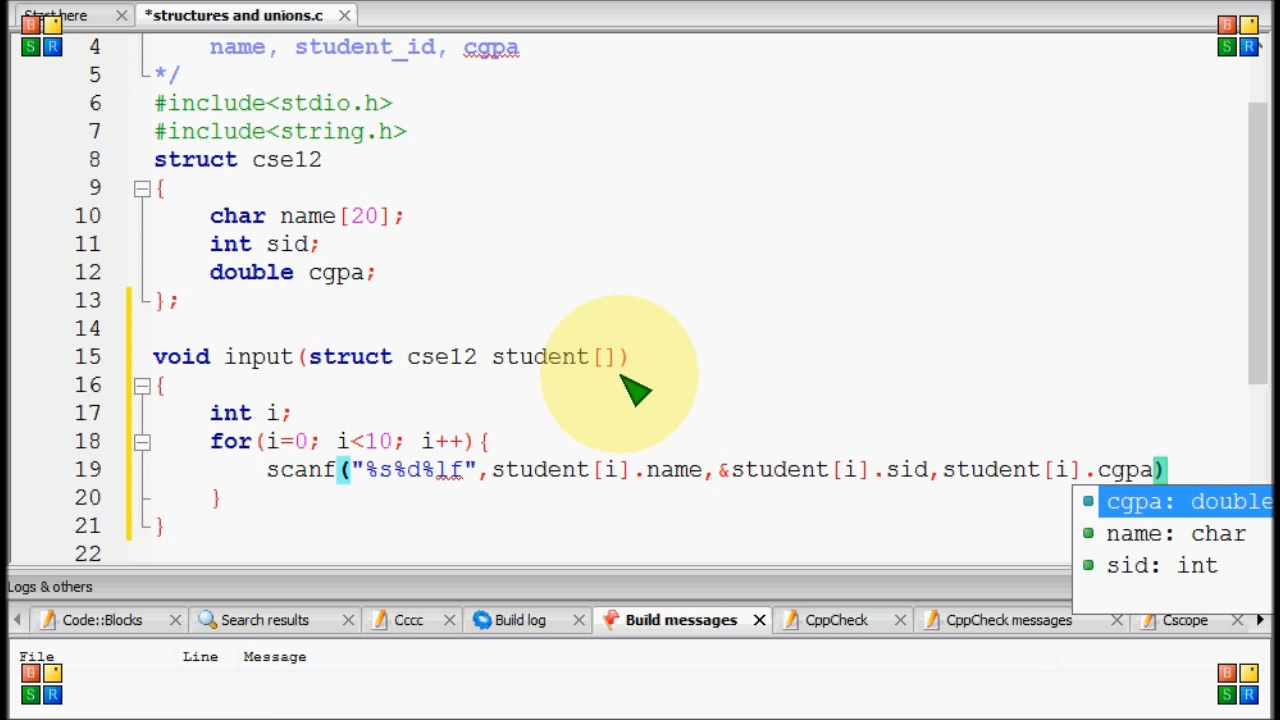 Start here
*structures and unions.c
4 name, student_id, cgpa
5 */
6 #include<stdio.h>
7 #include<string.h>
8 struct cse12
9 {
10 char name[20];
11 int sid;
12 double cgpa;
13 };
14
15 void input(struct cse12 student[])
16 {
17 int i;
18 for(i=0; i<10; i++){
19 scanf("%s%d%lf",student[i].name,&student[i].sid,student[i].cgpa)
20 }
21 }
22
cgpa: double
name: char
sid: int
Logs & others
Code::Blocks Search results Cccc Build log Build messages CppCheck CppCheck messages Cscope
File Line Message
B
S R
B
S R
B
S R
B
S R